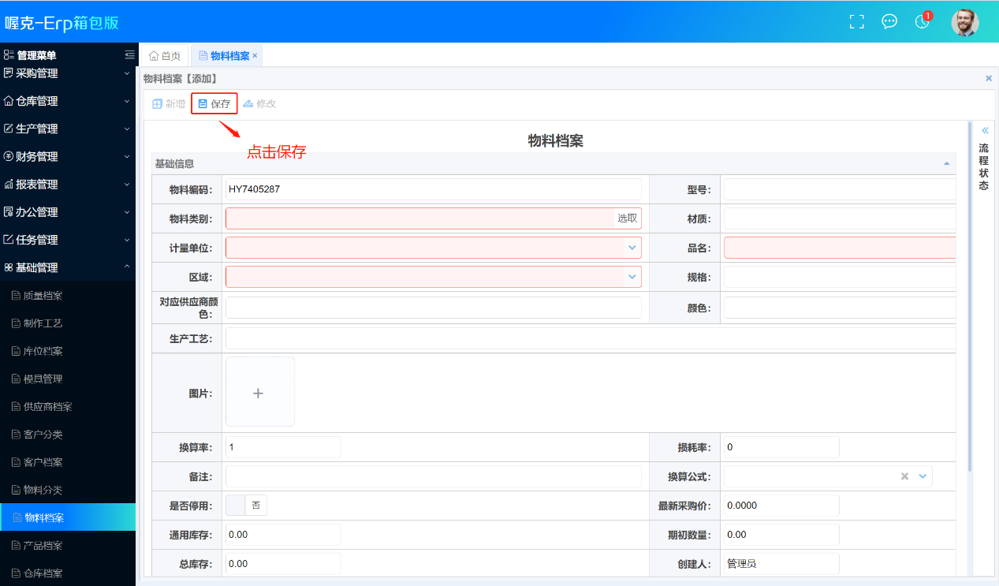 喔克-Erp箱包版
1
管理菜单
首页
物料档案 ×
采购管理
仓库管理
生产管理
财务管理
报表管理
办公管理
任务管理
基础管理
质量档案
制作工艺
库位档案
模具管理
供应商档案
客户分类
客户档案
物料分类
物料档案
产品档案
仓库档案
物料档案【添加】
新增 保存 修改
点击保存
物料档案
流程状态
基础信息
物料编码: HY7405287 型号:
物料类别: 选取 材质:
计量单位: 品名:
区域: 规格:
对应供应商颜
色: 颜色:
生产工艺:
图片: +
换算率: 1 损耗率: 0
备注: 换算公式:
是否停用: 否 最新采购价: 0.0000
通用库存: 0.00 期初数量: 0.00
总库存: 0.00 创建人: 管理员